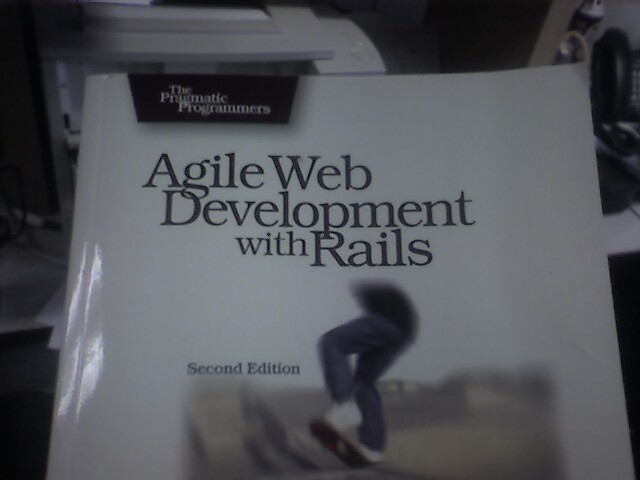 The
Pragmatic
Programmers
Agile Web
Development
with Rails
Second Edition